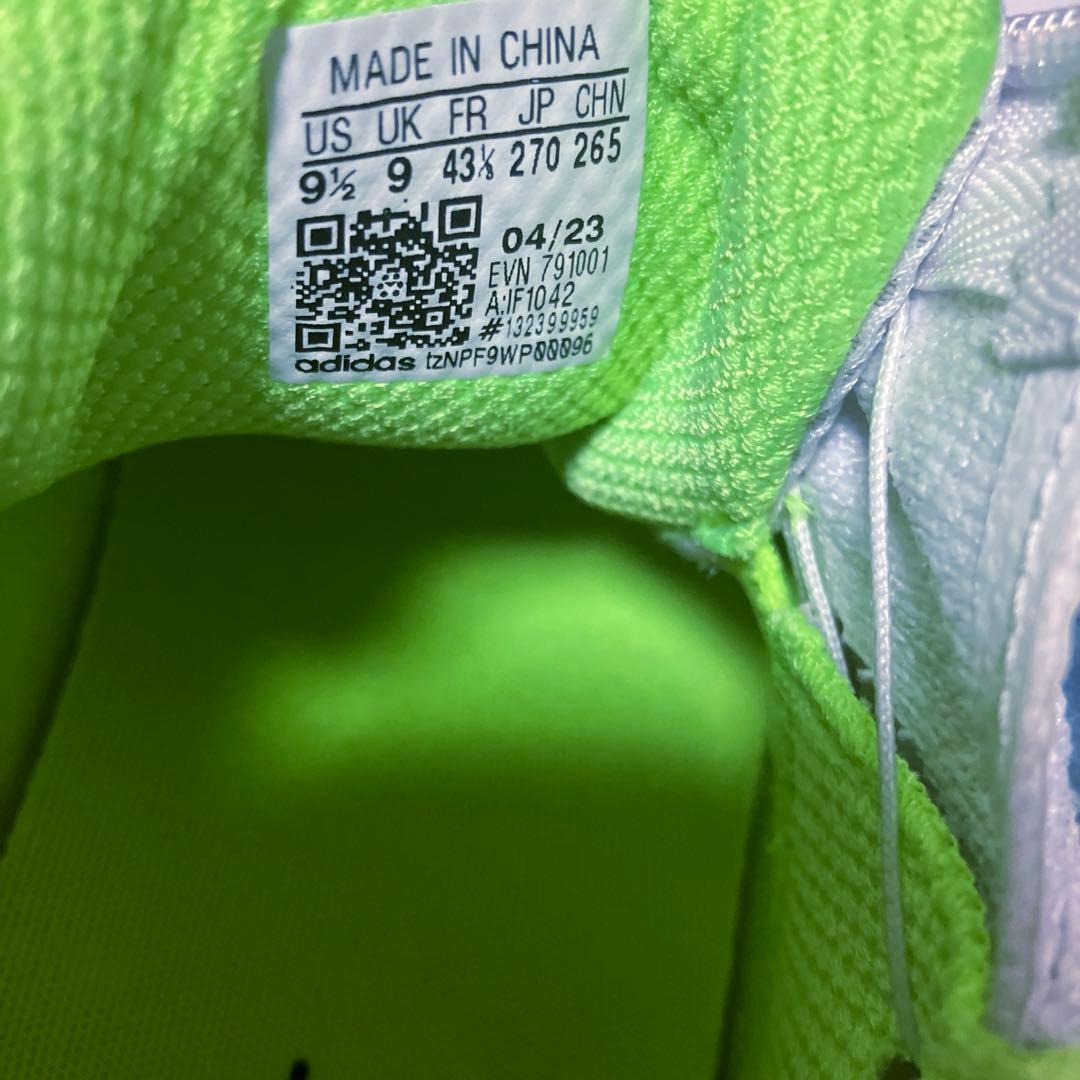 MADE IN CHINA
US UK FR JP CHN
9½ 9 43⅓ 270 265
04/23
EVN 791001
A:IF1042
#132399959
adidas tzNPF9WP00096